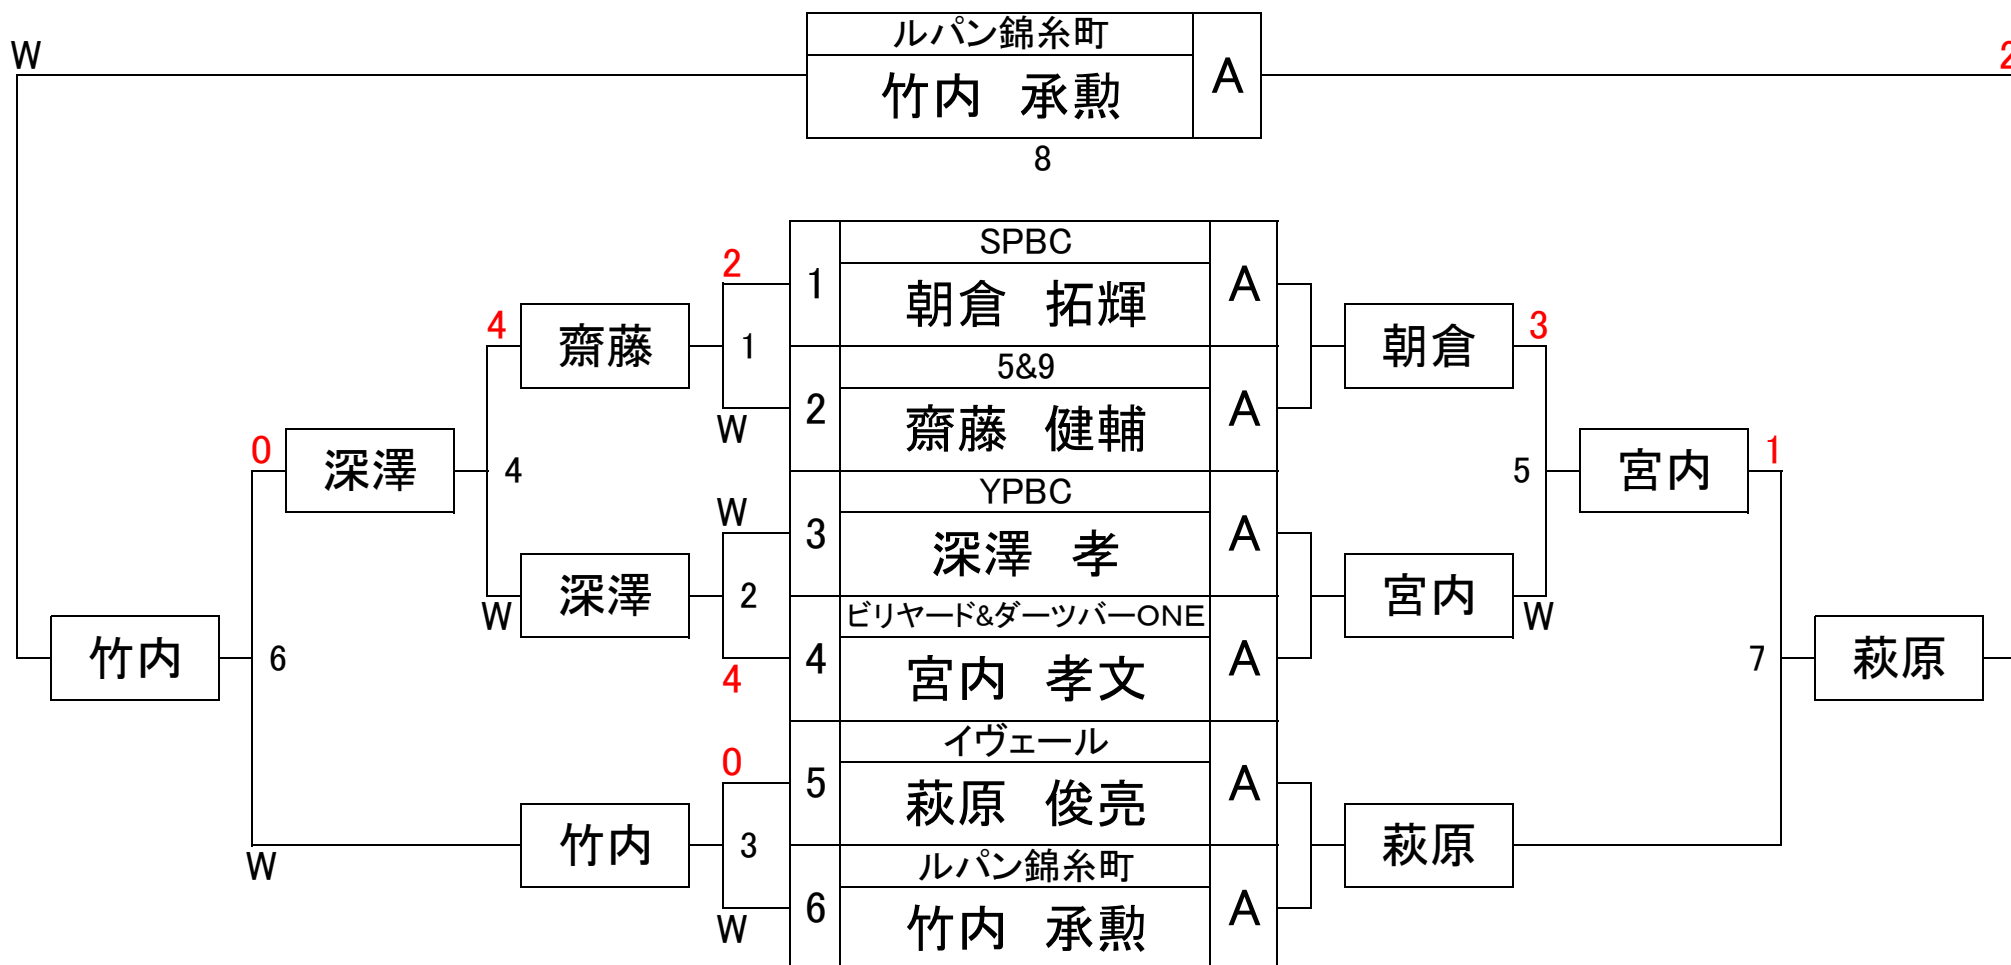 W
ルパン錦糸町
竹内 承勲
A
2
8
1
SPBC
朝倉 拓輝
A
2
5&9
齋藤 健輔
A
3
YPBC
深澤 孝
A
4
ビリヤード&ダーツバーONE
宮内 孝文
A
5
イヴェール
萩原 俊亮
A
6
ルパン錦糸町
竹内 承勲
A
2
1
W
W
2
4
0
3
W
4
齋藤
4
深澤
W
0
深澤
6
竹内
W
竹内
朝倉
3
5
宮内
W
宮内
1
7
萩原
萩原